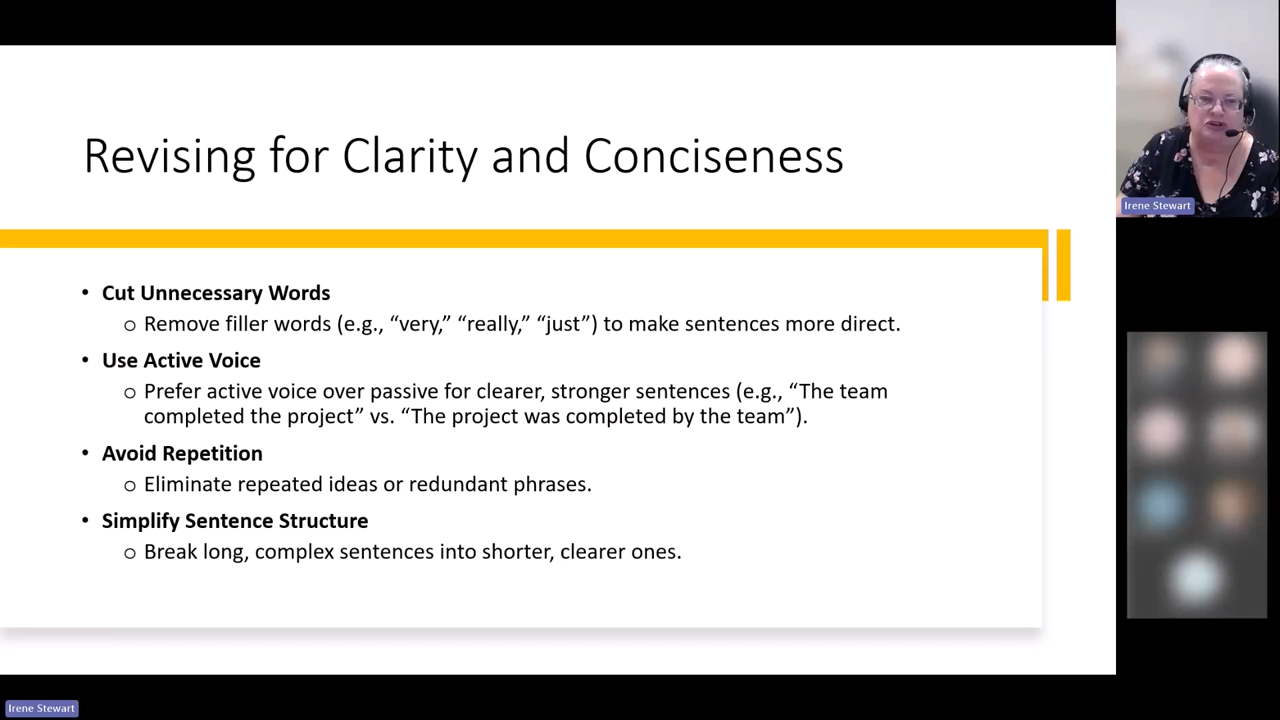 Revising for Clarity and Conciseness
• Cut Unnecessary Words
o Remove filler words (e.g., “very,” “really,” “just”) to make sentences more direct.
• Use Active Voice
o Prefer active voice over passive for clearer, stronger sentences (e.g., “The team
completed the project” vs. “The project was completed by the team”).
• Avoid Repetition
o Eliminate repeated ideas or redundant phrases.
• Simplify Sentence Structure
o Break long, complex sentences into shorter, clearer ones.
Irene Stewart
Irene Stewart